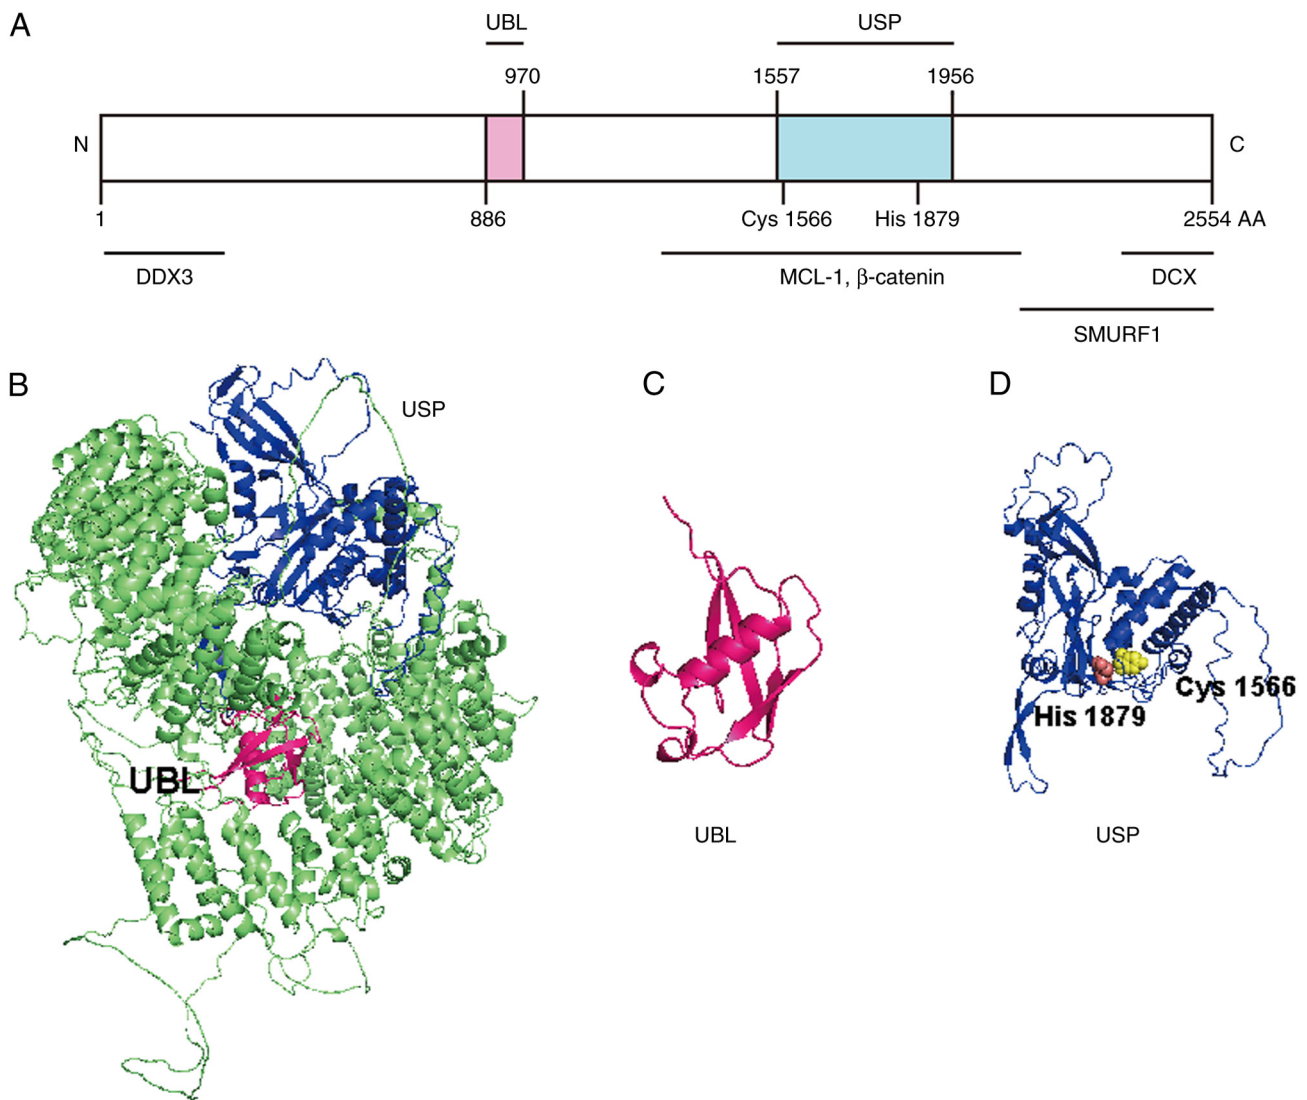 A
UBL
USP
970
1557
1956
N
C
1
886
Cys 1566
His 1879
2554 AA
DDX3
MCL-1, β-catenin
DCX
SMURF1
B
USP
UBL
C
UBL
D
Cys 1566
His 1879
USP